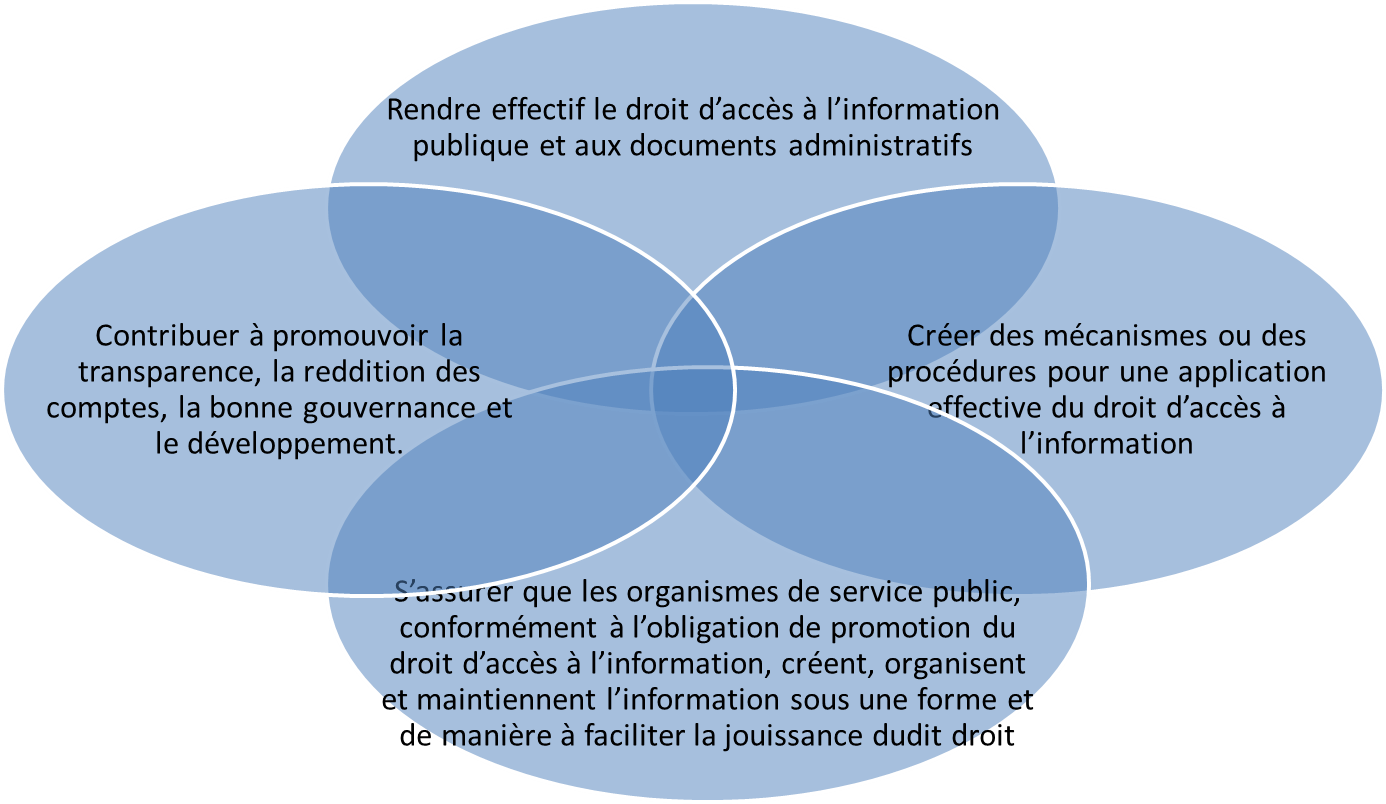 Rendre effectif le droit d’accès à l’information
publique et aux documents administratifs
Contribuer à promouvoir la
transparence, la reddition des
comptes, la bonne gouvernance et
le développement.
Créer des mécanismes ou des
procédures pour une application
effective du droit d’accès à
l’information
S’assurer que les organismes de service public,
conformément à l’obligation de promotion du
droit d’accès à l’information, créent, organisent
et maintiennent l’information sous une forme et
de manière à faciliter la jouissance dudit droit